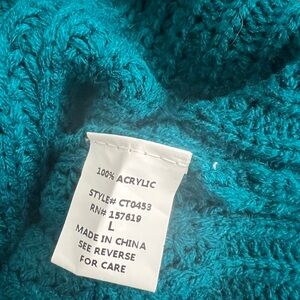 100% ACRYLIC
STYLE# CT0453
RN# 157619
L
MADE IN CHINA
SEE REVERSE
FOR CARE